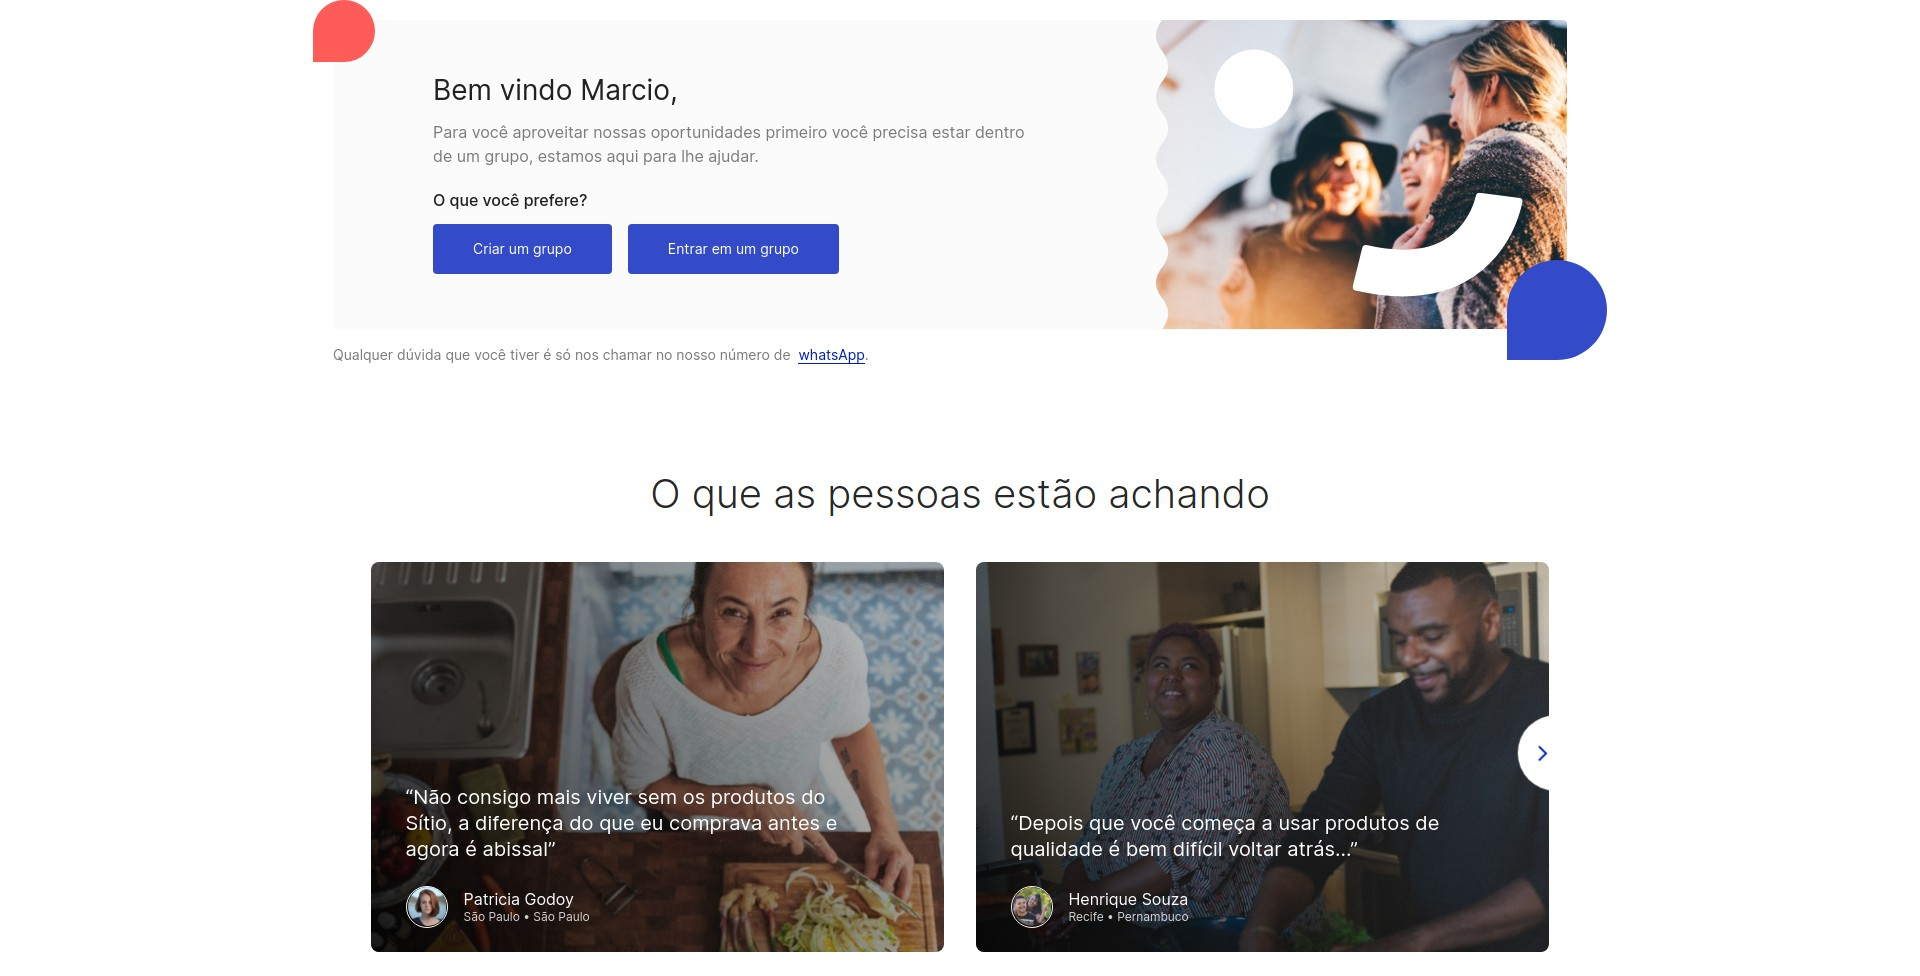 Bem vindo Marcio,
Para você aproveitar nossas oportunidades primeiro você precisa estar dentro
de um grupo, estamos aqui para lhe ajudar.
O que você prefere?
Criar um grupo
Entrar em um grupo
Qualquer dúvida que você tiver é só nos chamar no nosso número de whatsApp.
O que as pessoas estão achando
“Não consigo mais viver sem os produtos do
Sítio, a diferença do que eu comprava antes e
agora é abissal”
Patricia Godoy
São Paulo • São Paulo
“Depois que você começa a usar produtos de
qualidade é bem difícil voltar atrás...”
Henrique Souza
Recife • Pernambuco